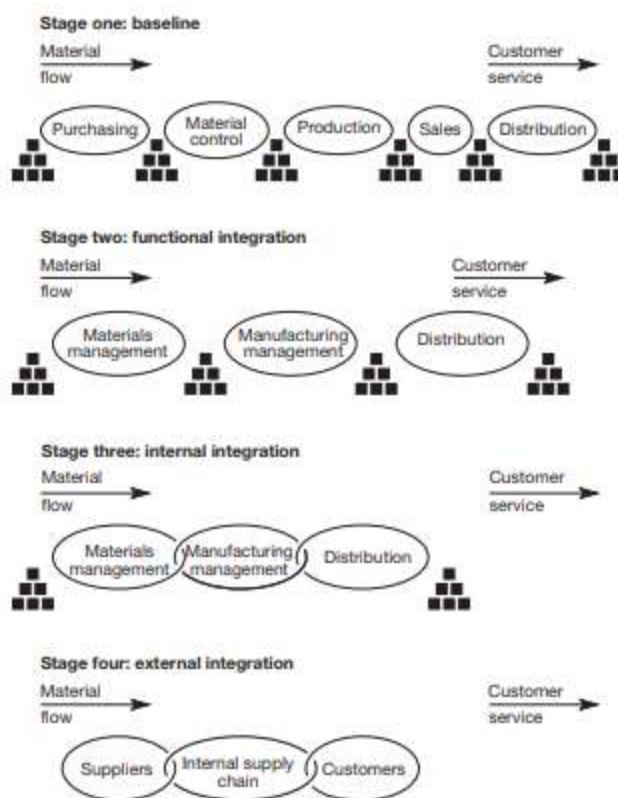 Stage one: baseline
Material
flow
Customer
service
Purchasing
Material
control
Production
Sales
Distribution
Stage two: functional integration
Material
flow
Customer
service
Materials
management
Manufacturing
management
Distribution
Stage three: internal integration
Material
flow
Customer
service
Materials
management
Manufacturing
management
Distribution
Stage four: external integration
Material
flow
Customer
service
Suppliers
Internal supply
chain
Customers